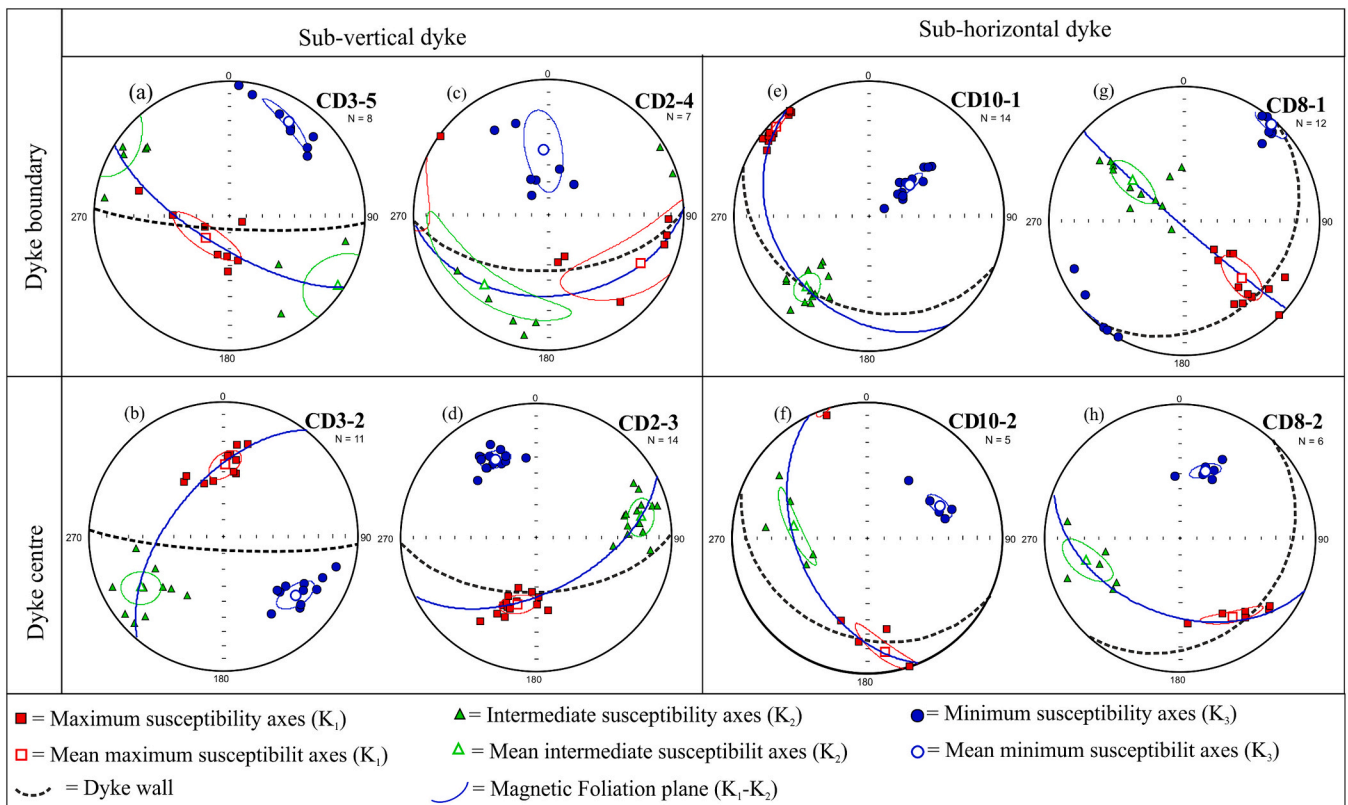 Sub-vertical dyke
Sub-horizontal dyke
Dyke boundary
(a)
0
CD3-5
N = 8
270
90
180
(c)
0
CD2-4
N = 7
270
90
180
(e)
0
CD10-1
N = 14
270
90
180
(g)
0
CD8-1
N = 12
270
90
180
Dyke centre
(b)
0
CD3-2
N = 11
270
90
180
(d)
0
CD2-3
N = 14
270
90
180
(f)
0
CD10-2
N = 5
270
90
180
(h)
0
CD8-2
N = 6
270
90
180
= Maximum susceptibility axes (K₁)
= Intermediate susceptibility axes (K₂)
= Minimum susceptibility axes (K₃)
= Mean maximum susceptibilit axes (K₁)
= Mean intermediate susceptibilit axes (K₂)
= Mean minimum susceptibilit axes (K₃)
= Dyke wall
= Magnetic Foliation plane (K₁-K₂)